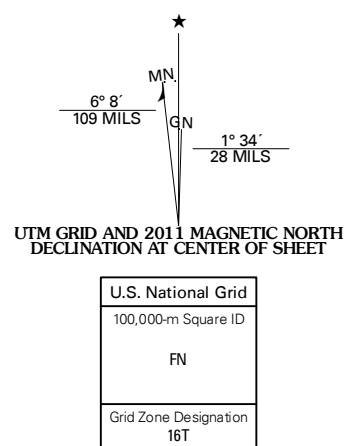 ★
M.N.
6° 8´
109 MILS
GN
1° 34´
28 MILS
UTM GRID AND 2011 MAGNETIC NORTH
DECLINATION AT CENTER OF SHEET
U.S. National Grid
100,000-m Square ID
FN
Grid Zone Designation
16T